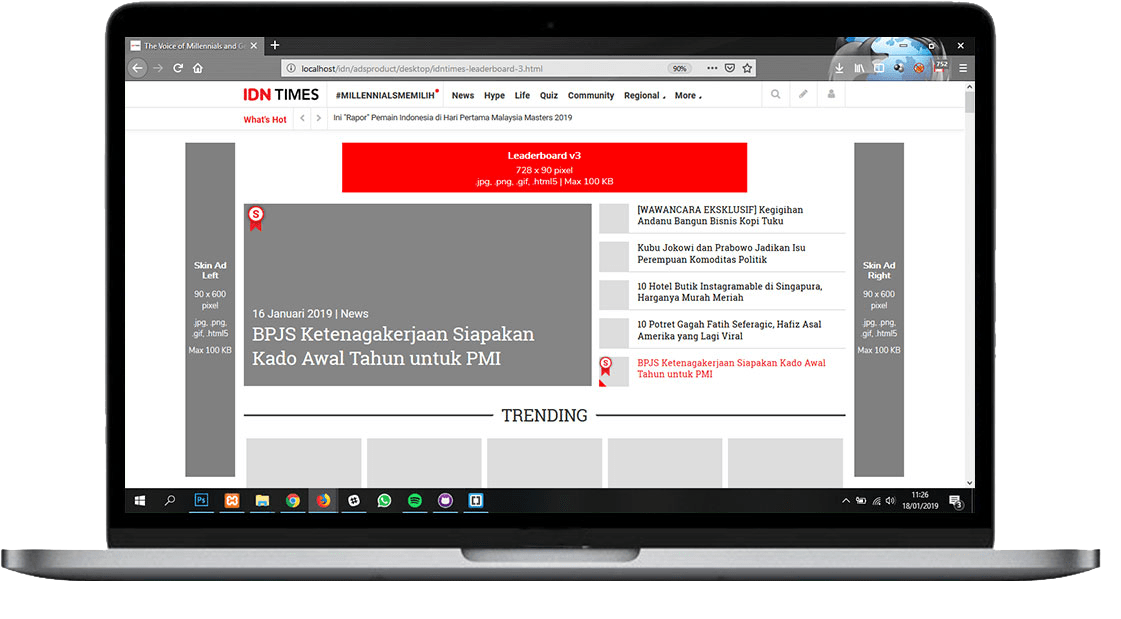 The Voice of Millennials and G
localhost/idn/adsproduct/desktop/idntimes-leaderboard-3.html
90%
752
IDN TIMES
#MILLENNIALSMEMILIH
News
Hype
Life
Quiz
Community
Regional
More
What's Hot
Ini "Rapor" Pemain Indonesia di Hari Pertama Malaysia Masters 2019
Skin Ad
Left
90 x 600
pixel
.jpg, .png,
.gif, .html5
Max 100 KB
Leaderboard v3
728 x 90 pixel
.jpg, .png, .gif, .html5 | Max 100 KB
S
16 Januari 2019 | News
BPJS Ketenagakerjaan Siapakan
Kado Awal Tahun untuk PMI
[WAWANCARA EKSKLUSIF] Kegigihan
Andanu Bangun Bisnis Kopi Tuku
Kubu Jokowi dan Prabowo Jadikan Isu
Perempuan Komoditas Politik
10 Hotel Butik Instagramable di Singapura,
Harganya Murah Meriah
10 Potret Gagah Fatih Seferagic, Hafiz Asal
Amerika yang Lagi Viral
S
BPJS Ketenagakerjaan Siapakan Kado Awal
Tahun untuk PMI
Skin Ad
Right
90 x 600
pixel
.jpg, .png,
.gif, .html5
Max 100 KB
TRENDING
Ps
11:26
18/01/2019
3